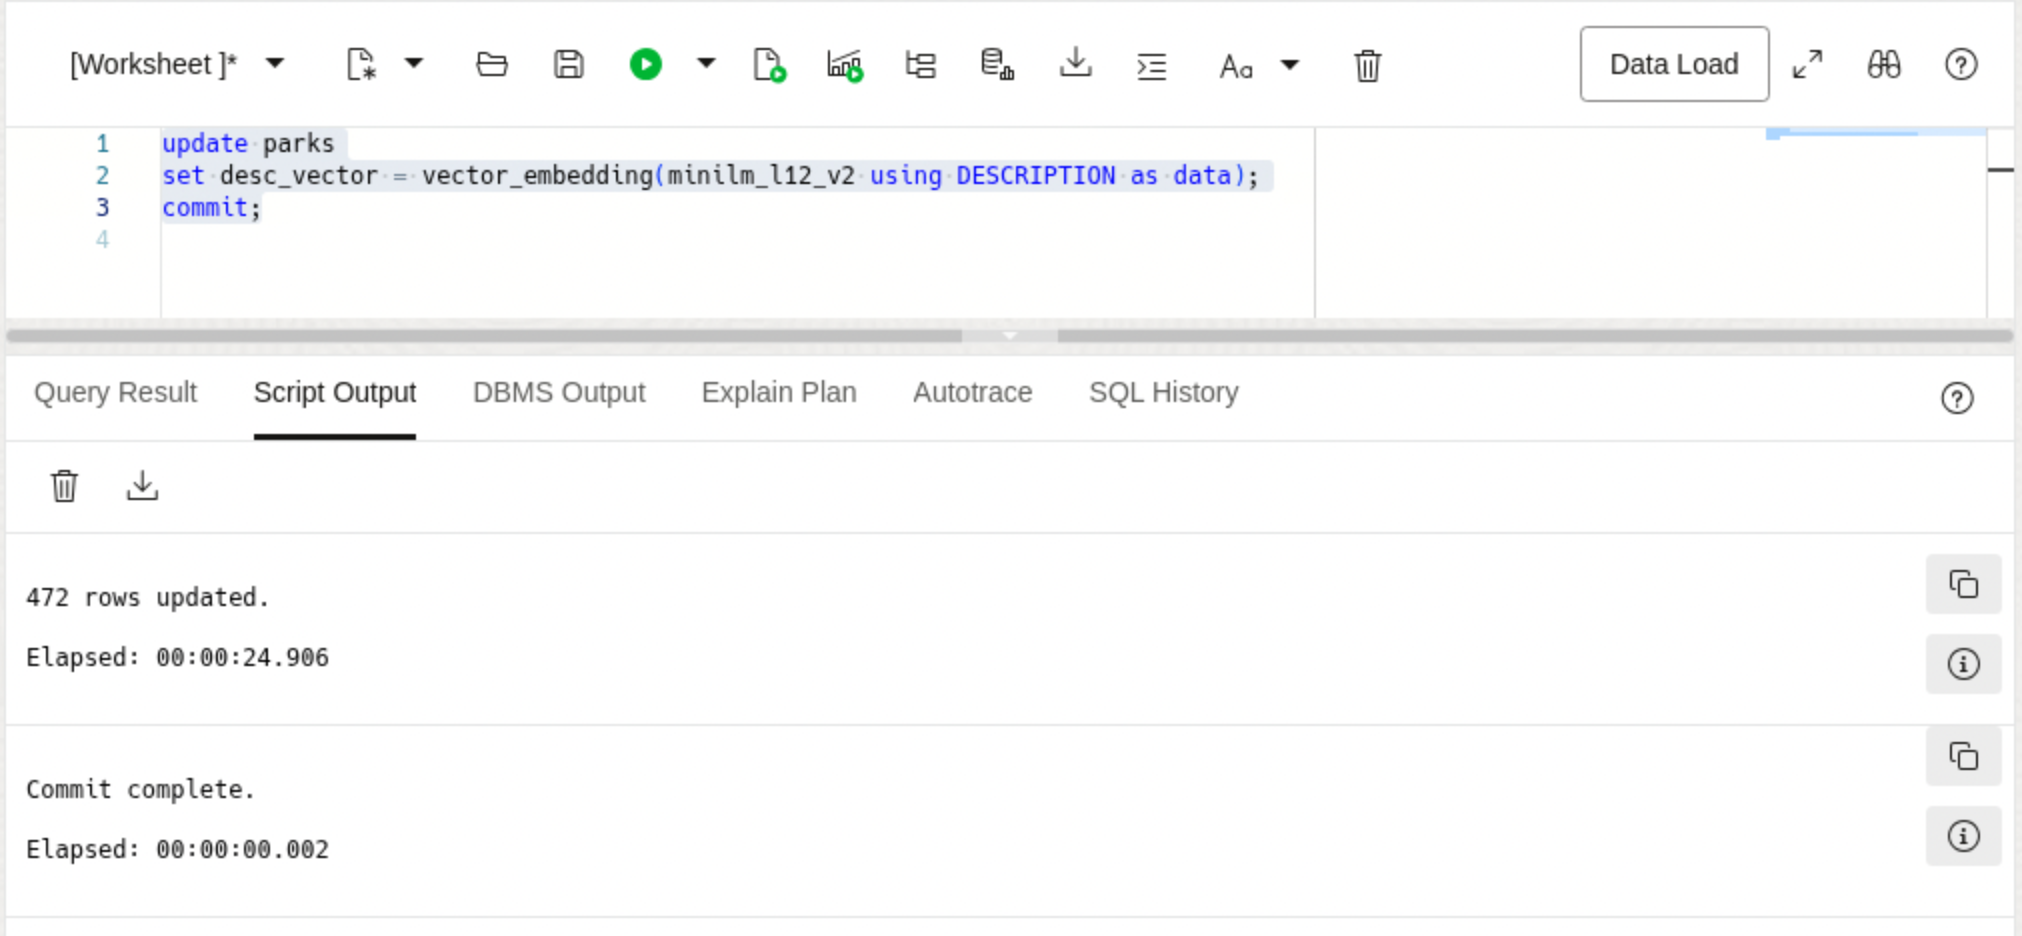 [Worksheet ]*
Aa
Data Load
1 update parks
2 set desc_vector = vector_embedding(minilm_l12_v2 using DESCRIPTION as data);
3 commit;
4
Query Result Script Output DBMS Output Explain Plan Autotrace SQL History
472 rows updated.
Elapsed: 00:00:24.906
Commit complete.
Elapsed: 00:00:00.002